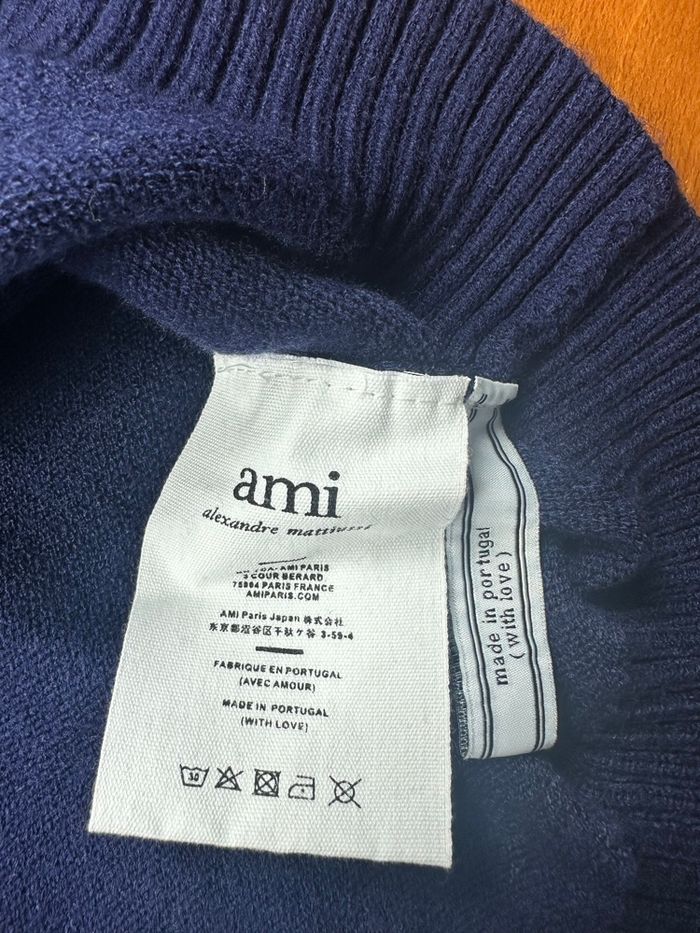 ami
alexandre mattiussi
AMI PARIS
COUR BERARD
75004 PARIS FRANCE
AMIPARIS.COM
AMI Paris Japan 株式会社
東京都渋谷区千駄ケ谷 3-59-4
FABRIQUE EN PORTUGAL
(AVEC AMOUR)
MADE IN PORTUGAL
(WITH LOVE)
30
made in portugal
(with love)